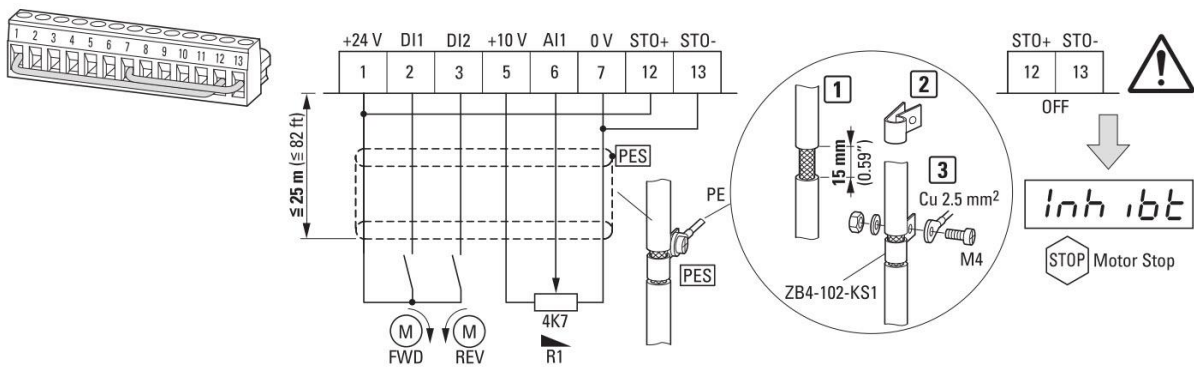 1 2 3 4 5 6 7 8 9 10 11 12 13
+24 V DI1 DI2 +10 V AI1 0 V STO+ STO-
1 2 3 5 6 7 12 13
≤ 25 m (≤ 82 ft)
PES
PE
PES
4K7
R1
M
FWD
M
REV
1
15 mm
(0.59")
2
3
Cu 2.5 mm²
M4
ZB4-102-KS1
STO+ STO-
12 13
OFF
Inhibt
STOP Motor Stop